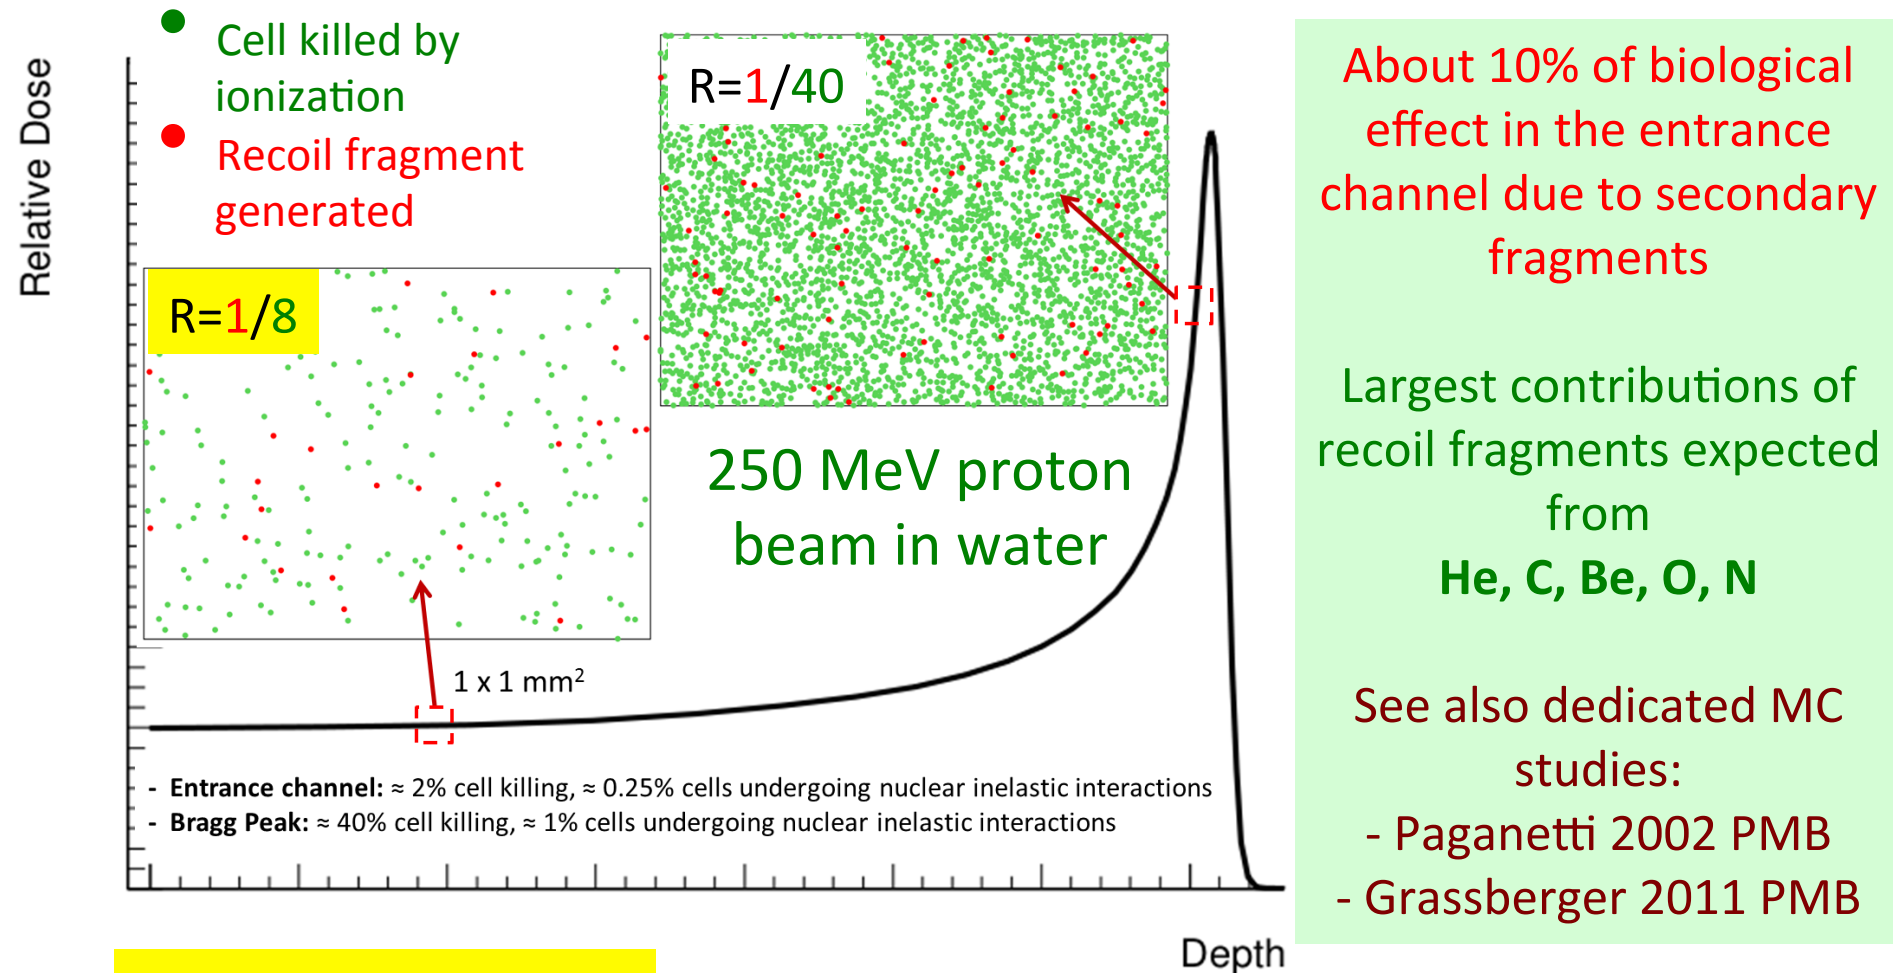 Relative Dose
Cell killed by
ionization
Recoil fragment
generated
R=1/8
R=1/40
250 MeV proton
beam in water
1 x 1 mm²
- Entrance channel: ≈ 2% cell killing, ≈ 0.25% cells undergoing nuclear inelastic interactions
- Bragg Peak: ≈ 40% cell killing, ≈ 1% cells undergoing nuclear inelastic interactions
Depth
About 10% of biological
effect in the entrance
channel due to secondary
fragments
Largest contributions of
recoil fragments expected
from
He, C, Be, O, N
See also dedicated MC
studies:
- Paganetti 2002 PMB
- Grassberger 2011 PMB